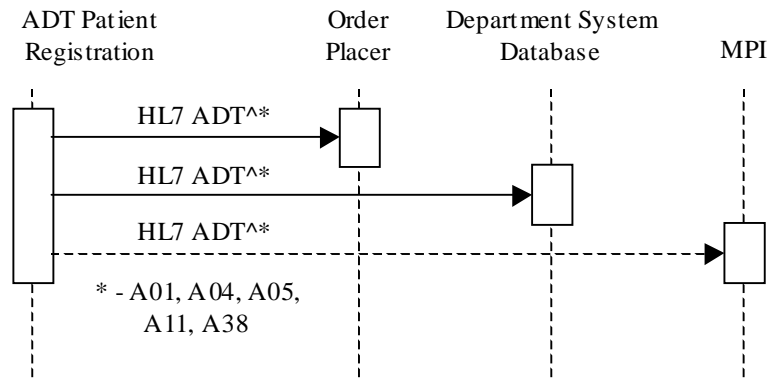 ADT Patient
Registration
Order
Placer
Department System
Database
MPI
HL7 ADT^*
HL7 ADT^*
HL7 ADT^*
* - A01, A04, A05,
A11, A38